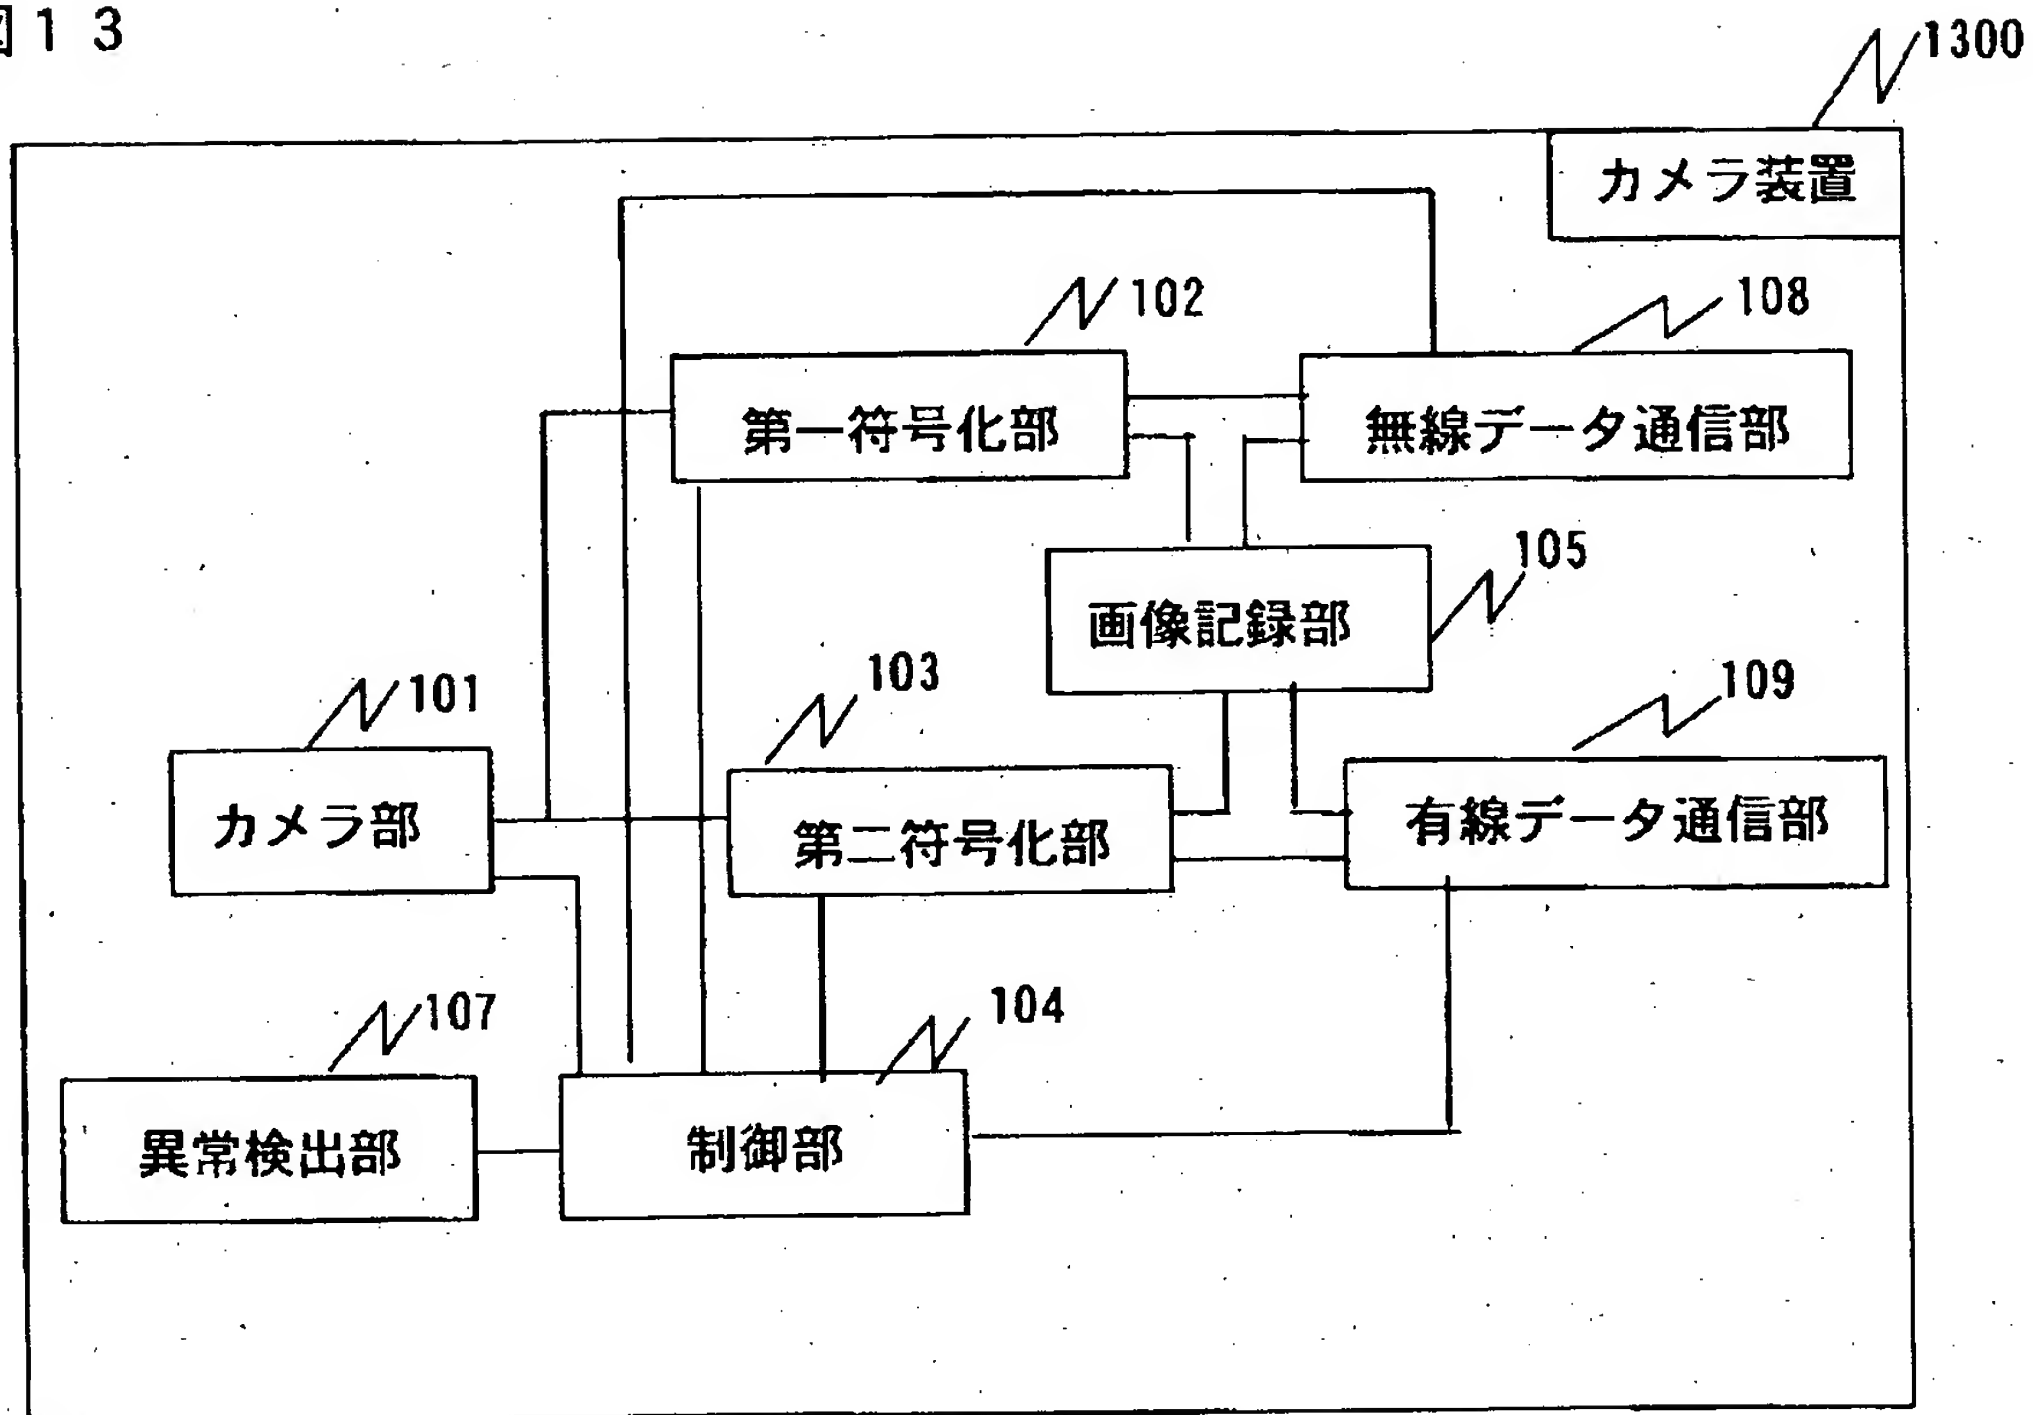 図13
1300
カメラ装置
102
108
第一符号化部
無線データ通信部
105
画像記録部
101
103
109
カメラ部
第二符号化部
有線データ通信部
107
104
異常検出部
制御部